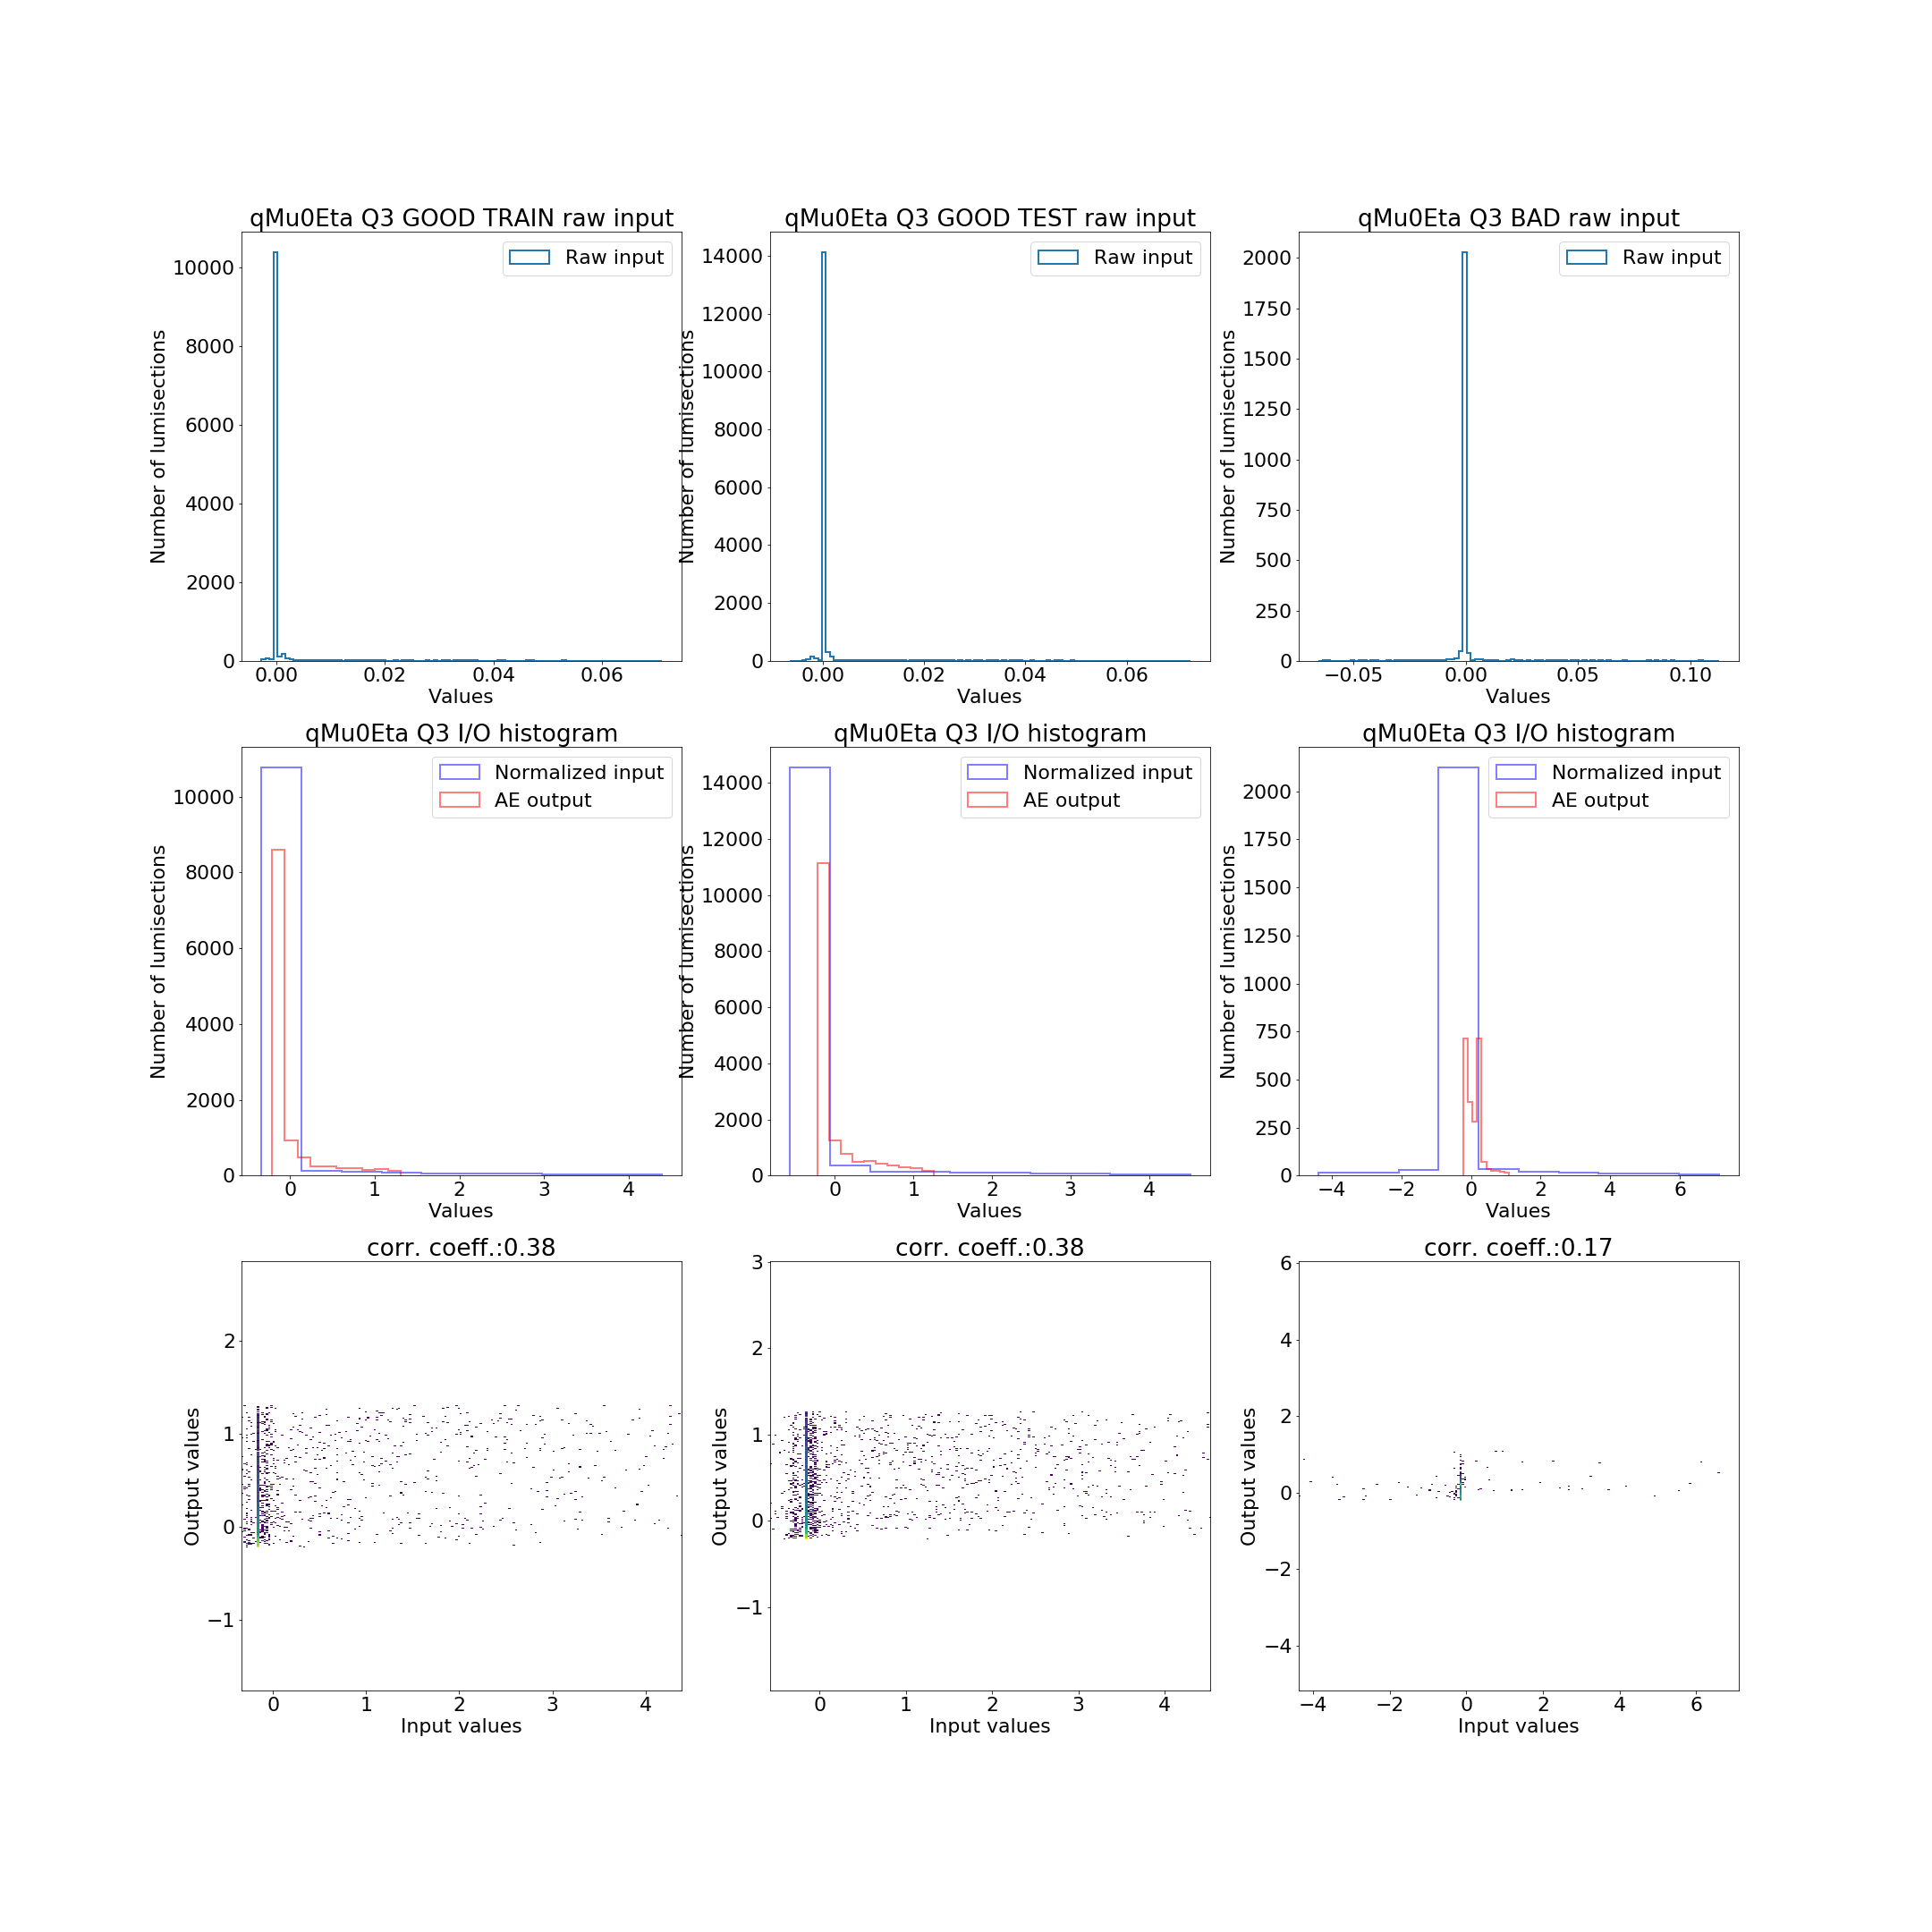 qMu0Eta Q3 GOOD TRAIN raw input
Raw input
10000
8000
6000
4000
2000
0
Number of lumisections
0.00 0.02 0.04 0.06
Values
qMu0Eta Q3 GOOD TEST raw input
Raw input
14000
12000
10000
8000
6000
4000
2000
0
Number of lumisections
0.00 0.02 0.04 0.06
Values
qMu0Eta Q3 BAD raw input
Raw input
2000
1750
1500
1250
1000
750
500
250
0
Number of lumisections
−0.05 0.00 0.05 0.10
Values
qMu0Eta Q3 I/O histogram
Normalized input
AE output
10000
8000
6000
4000
2000
0
Number of lumisections
0 1 2 3 4
Values
qMu0Eta Q3 I/O histogram
Normalized input
AE output
14000
12000
10000
8000
6000
4000
2000
0
Number of lumisections
0 1 2 3 4
Values
qMu0Eta Q3 I/O histogram
Normalized input
AE output
2000
1750
1500
1250
1000
750
500
250
0
Number of lumisections
−4 −2 0 2 4 6
Values
corr. coeff.:0.38
2
1
0
−1
Output values
0 1 2 3 4
Input values
corr. coeff.:0.38
3
2
1
0
−1
Output values
0 1 2 3 4
Input values
corr. coeff.:0.17
6
4
2
0
−2
−4
Output values
−4 −2 0 2 4 6
Input values